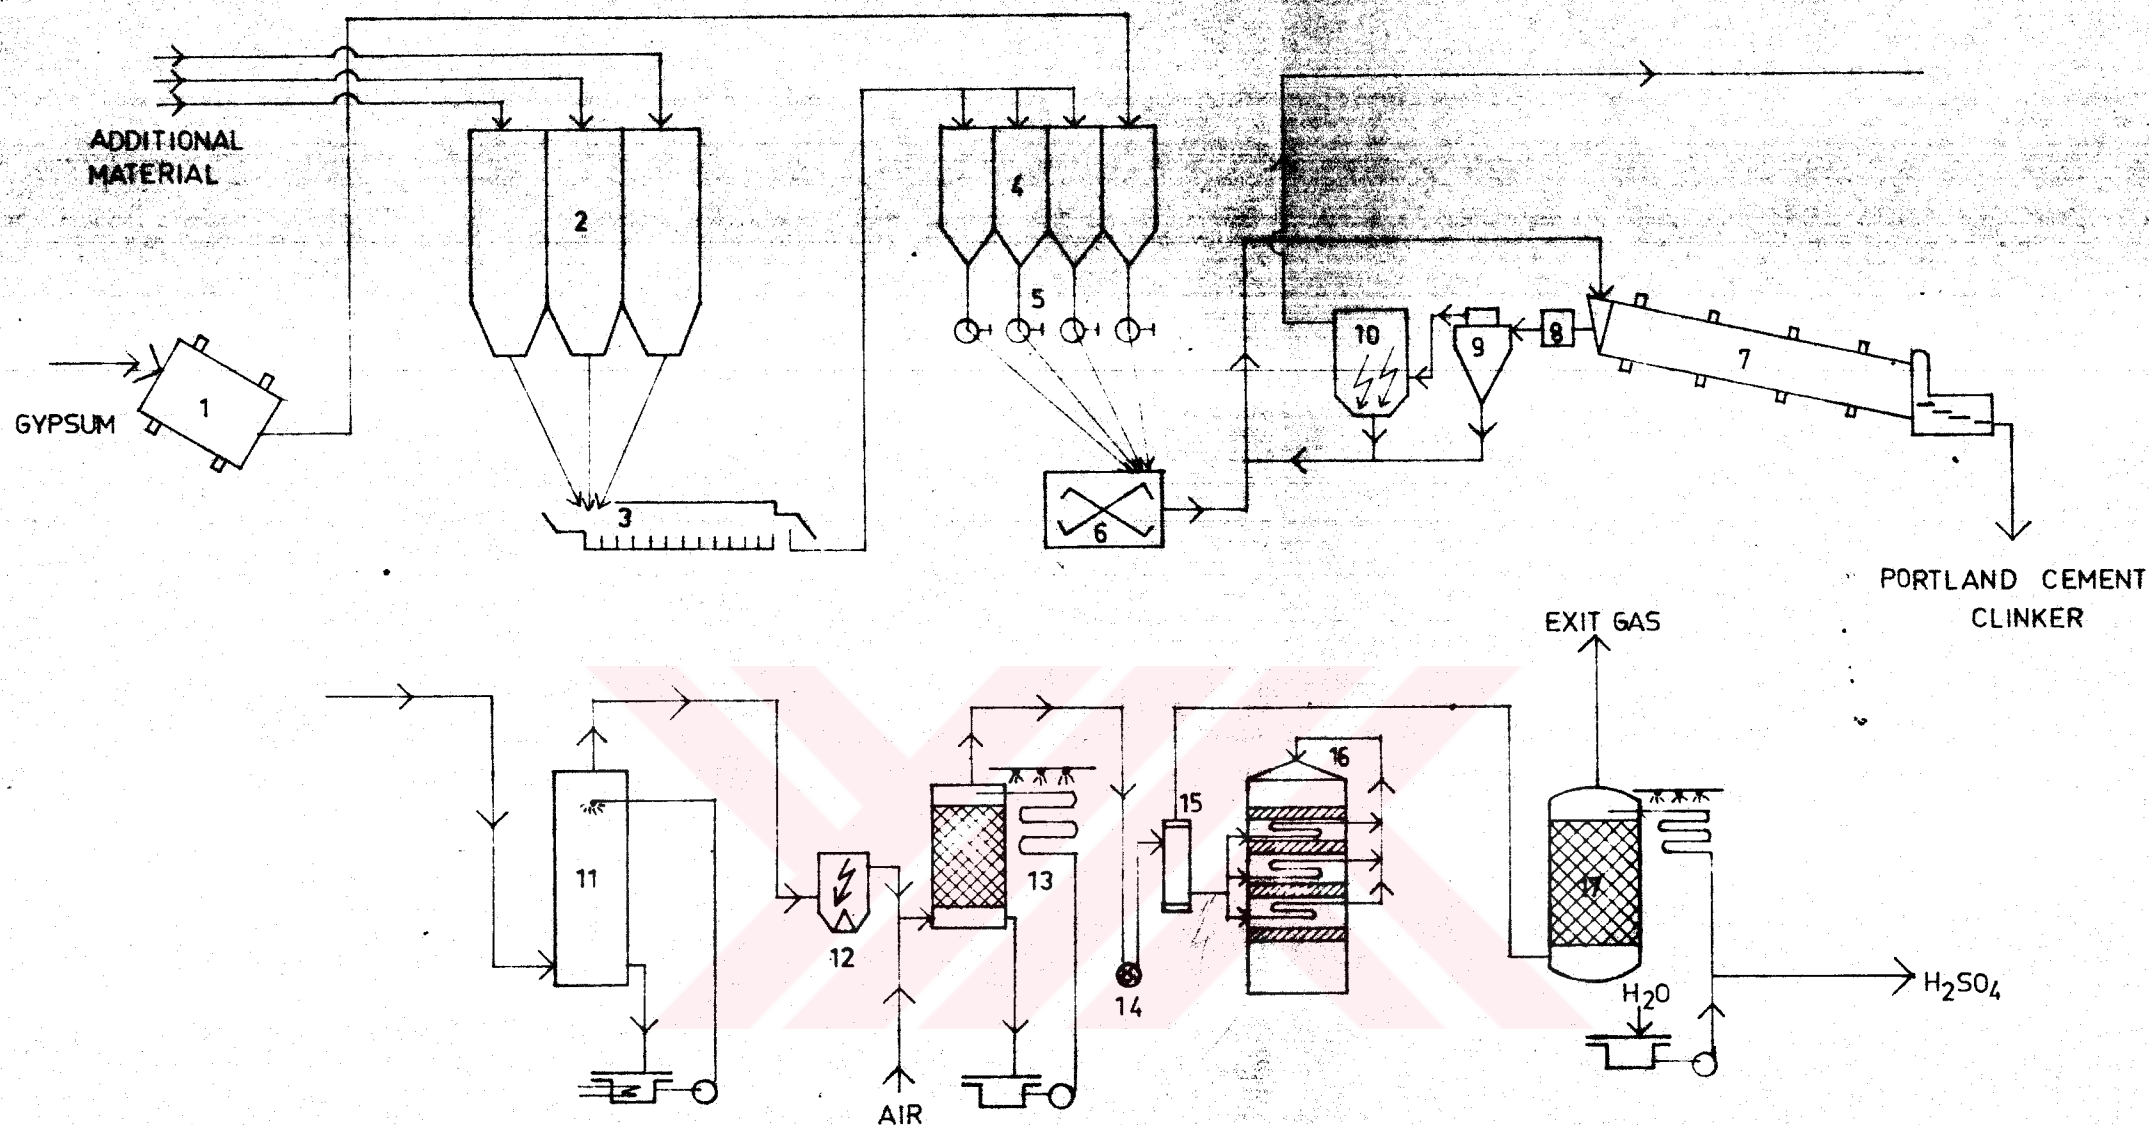 ADDITIONAL
MATERIAL
2
4
5
10
9
8
7
1
GYPSUM
3
6
PORTLAND CEMENT
CLINKER
EXIT GAS
16
15
11
13
17
12
14
H2O
H2SO4
AIR